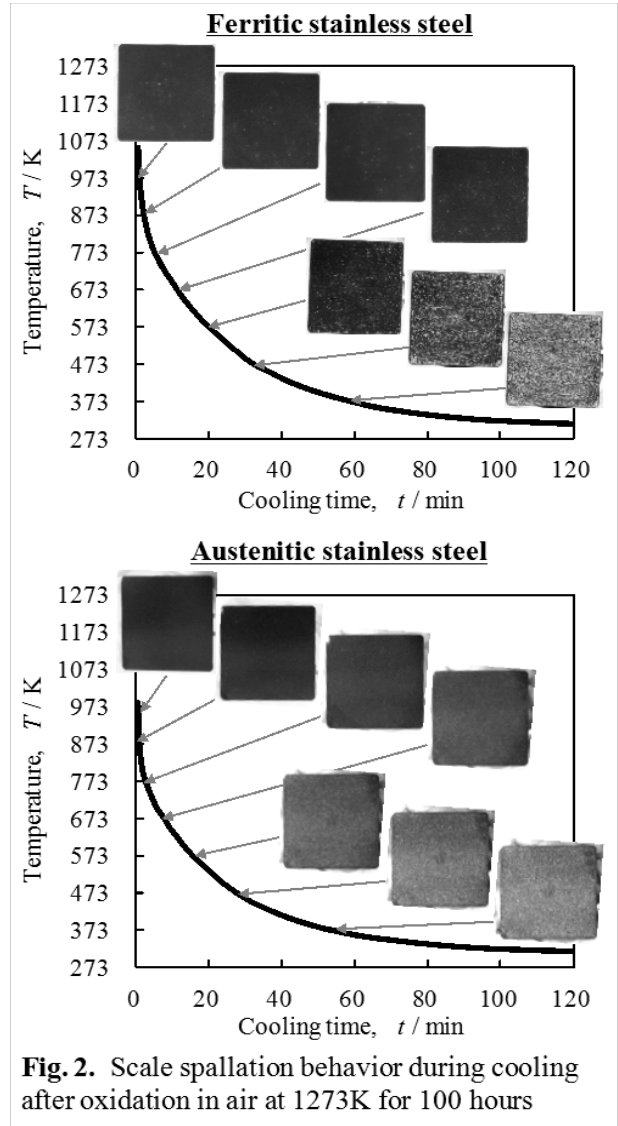 Ferritic stainless steel
1273
1173
1073
973
873
773
673
573
473
373
273
Temperature, T / K
0 20 40 60 80 100 120
Cooling time, t / min
Austenitic stainless steel
1273
1173
1073
973
873
773
673
573
473
373
273
Temperature, T / K
0 20 40 60 80 100 120
Cooling time, t / min
Fig. 2. Scale spallation behavior during cooling
after oxidation in air at 1273K for 100 hours